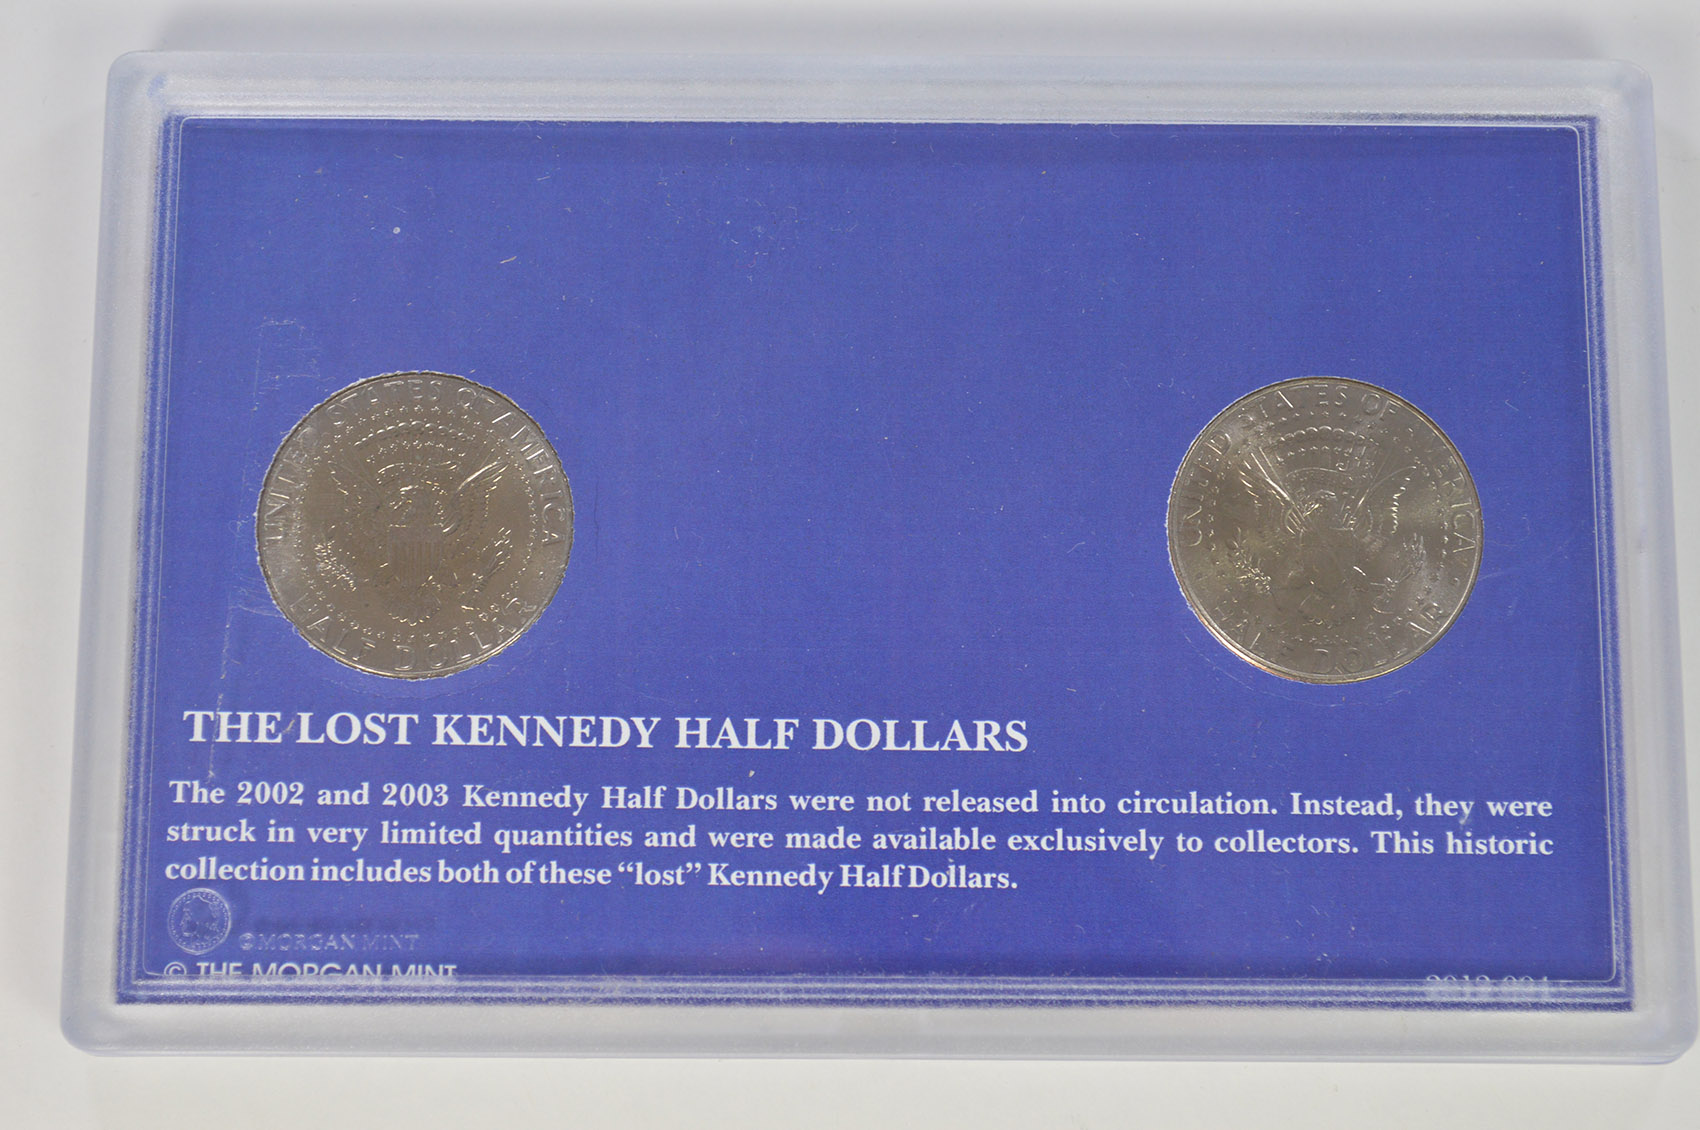 UNITED STATES OF AMERICA
HALF DOLLAR
UNITED STATES OF AMERICA
HALF DOLLAR
THE LOST KENNEDY HALF DOLLARS
The 2002 and 2003 Kennedy Half Dollars were not released into circulation. Instead, they were
struck in very limited quantities and were made available exclusively to collectors. This historic
collection includes both of these “lost” Kennedy Half Dollars.
©MORGAN MINT
© THE MORGAN MINT